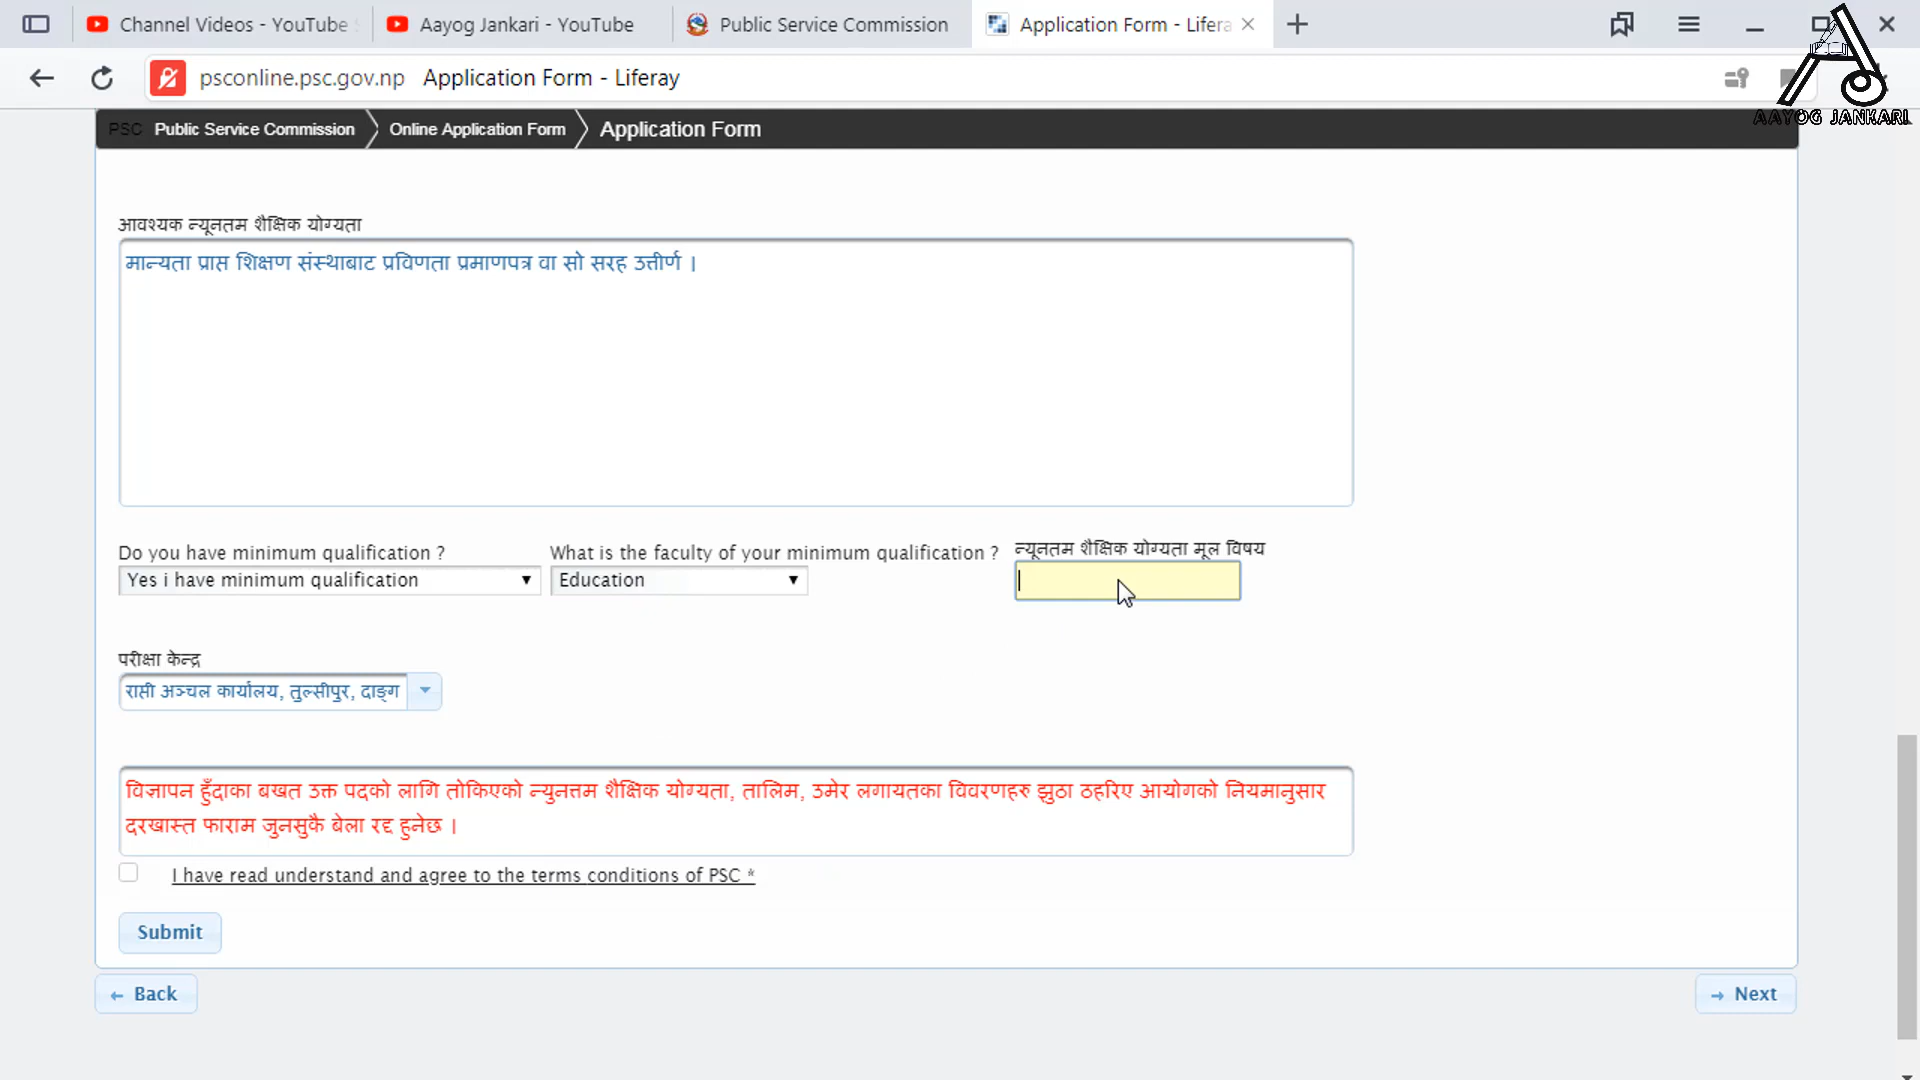 Channel Videos - YouTube
Aayog Jankari - YouTube
Public Service Commission
Application Form - Lifera
psconline.psc.gov.np Application Form - Liferay
AAYOG JANKARI
PSC Public Service Commission Online Application Form Application Form
आवश्यक न्यूनतम शैक्षिक योग्यता
मान्यता प्राप्त शिक्षण संस्थाबाट प्रविणता प्रमाणपत्र वा सो सरह उत्तीर्ण ।
Do you have minimum qualification ? What is the faculty of your minimum qualification ? न्यूनतम शैक्षिक योग्यता मूल विषय
Yes i have minimum qualification Education
परीक्षा केन्द्र
राप्ती अञ्चल कार्यालय, तुल्सीपुर, दाङ्ग
विज्ञापन हुँदाका बखत उक्त पदको लागि तोकिएको न्युनत्तम शैक्षिक योग्यता, तालिम, उमेर लगायतका विवरणहरु झुठा ठहरिए आयोगको नियमानुसार
दरखास्त फाराम जुनसुकै बेला रद्द हुनेछ ।
I have read understand and agree to the terms conditions of PSC *
Submit
← Back → Next